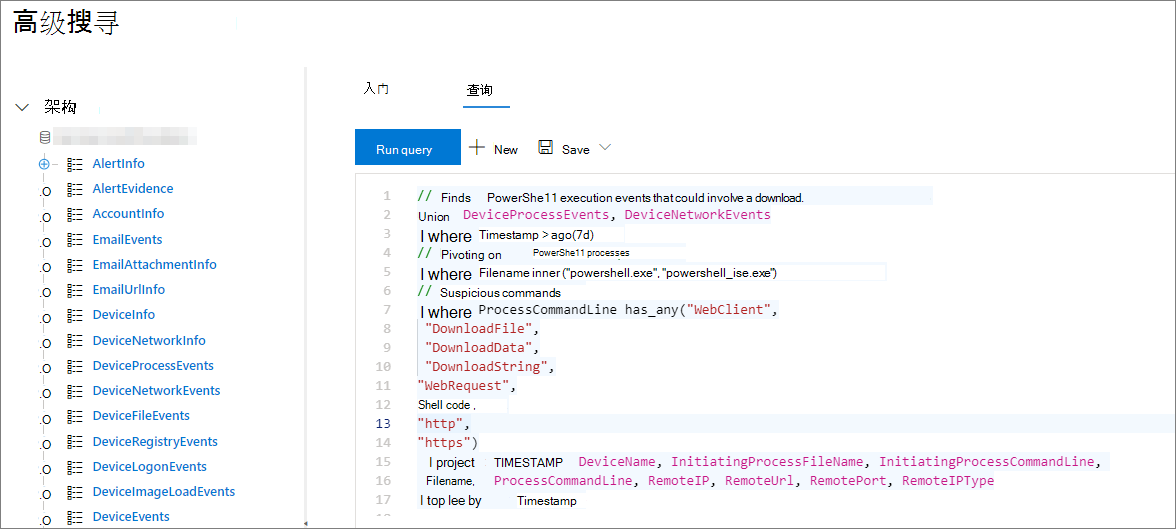 高级搜寻
架构
AlertInfo
AlertEvidence
AccountInfo
EmailEvents
EmailAttachmentInfo
EmailUrlInfo
DeviceInfo
DeviceNetworkInfo
DeviceProcessEvents
DeviceNetworkEvents
DeviceFileEvents
DeviceRegistryEvents
DeviceLogonEvents
DeviceImageLoadEvents
DeviceEvents
入门 查询
Run query New Save
1 // Finds PowerShe11 execution events that could involve a download.
2 Union DeviceProcessEvents, DeviceNetworkEvents
3 I where Timestamp > ago(7d)
4 // Pivoting on PowerShe11 processes
5 I where Filename inner ("powershell.exe", "powershell_ise.exe")
6 // Suspicious commands
7 I where ProcessCommandLine has_any("WebClient",
8 "DownloadFile",
9 "DownloadData",
10 "DownloadString",
11 "WebRequest",
12 Shell code ,
13 "http",
14 "https")
15 I project TIMESTAMP DeviceName, InitiatingProcessFileName, InitiatingProcessCommandLine,
16 Filename, ProcessCommandLine, RemoteIP, RemoteUrl, RemotePort, RemoteIPType
17 I top lee by Timestamp